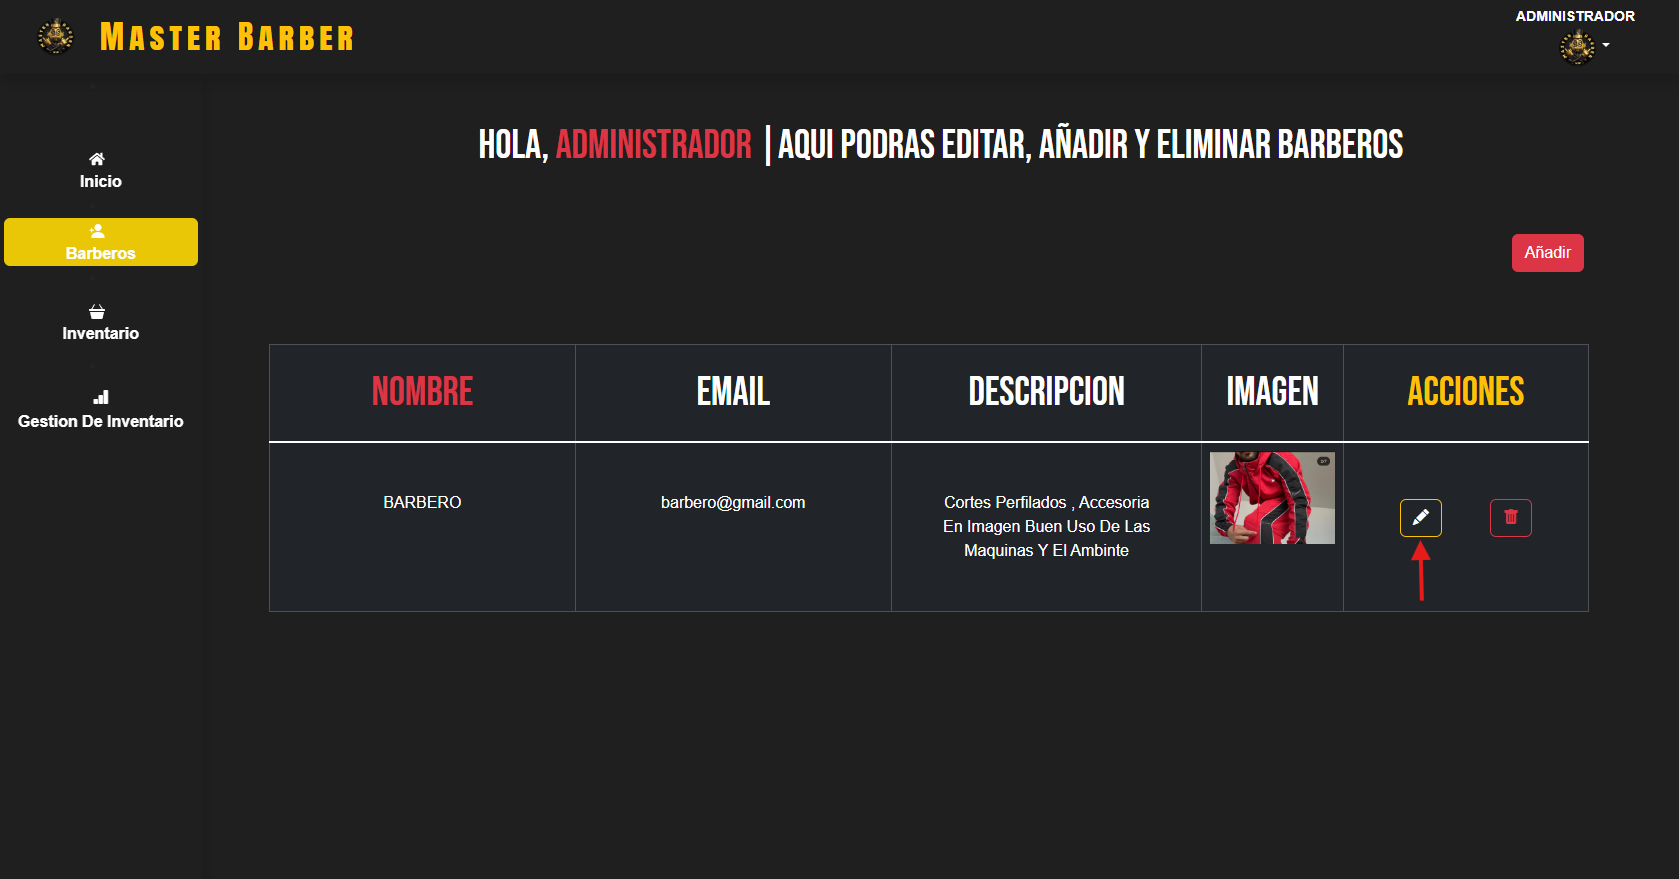 MASTER BARBER
ADMINISTRADOR
HOLA, ADMINISTRADOR | AQUI PODRAS EDITAR, AÑADIR Y ELIMINAR BARBEROS
Inicio
Barberos
Inventario
Gestion De Inventario
Añadir
NOMBRE EMAIL DESCRIPCION IMAGEN ACCIONES
BARBERO barbero@gmail.com Cortes Perfilados , Accesoria
En Imagen Buen Uso De Las
Maquinas Y El Ambinte